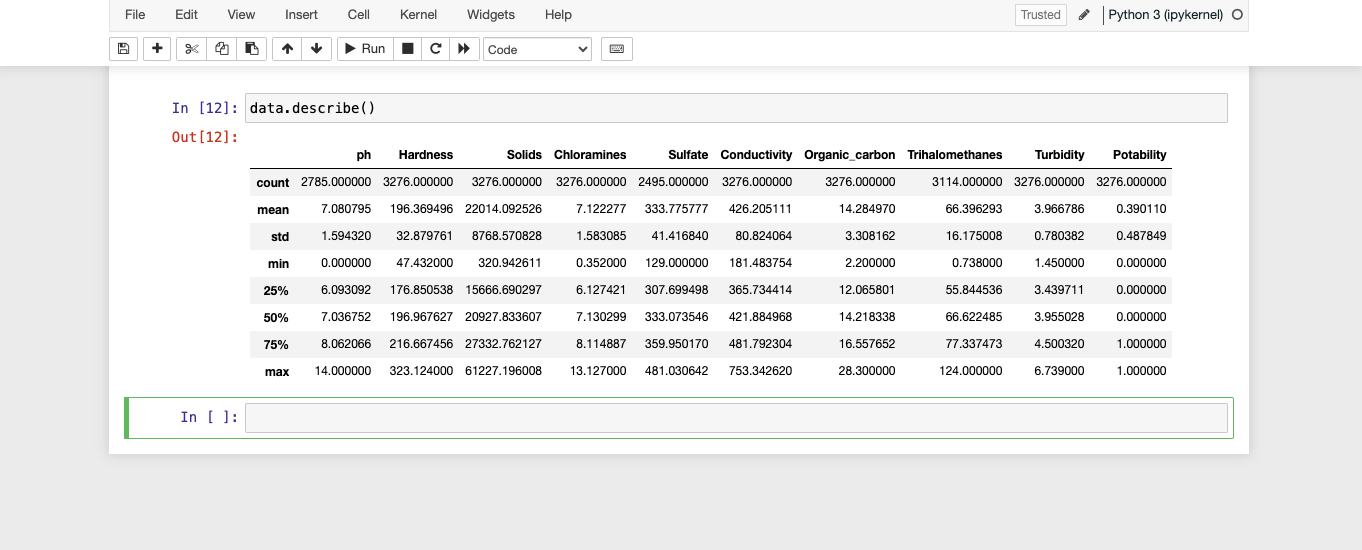 File Edit View Insert Cell Kernel Widgets Help Trusted Python 3 (ipykernel)
Run Code
In [12]: data.describe()
Out[12]:
ph Hardness Solids Chloramines Sulfate Conductivity Organic_carbon Trihalomethanes Turbidity Potability
count 2785.000000 3276.000000 3276.000000 3276.000000 2495.000000 3276.000000 3276.000000 3114.000000 3276.000000 3276.000000
mean 7.080795 196.369496 22014.092526 7.122277 333.775777 426.205111 14.284970 66.396293 3.966786 0.390110
std 1.594320 32.879761 8768.570828 1.583085 41.416840 80.824064 3.308162 16.175008 0.780382 0.487849
min 0.000000 47.432000 320.942611 0.352000 129.000000 181.483754 2.200000 0.738000 1.450000 0.000000
25% 6.093092 176.850538 15666.690297 6.127421 307.699498 365.734414 12.065801 55.844536 3.439711 0.000000
50% 7.036752 196.967627 20927.833607 7.130299 333.073546 421.884968 14.218338 66.622485 3.955028 0.000000
75% 8.062066 216.667456 27332.762127 8.114887 359.950170 481.792304 16.557652 77.337473 4.500320 1.000000
max 14.000000 323.124000 61227.196008 13.127000 481.030642 753.342620 28.300000 124.000000 6.739000 1.000000
In [ ]: